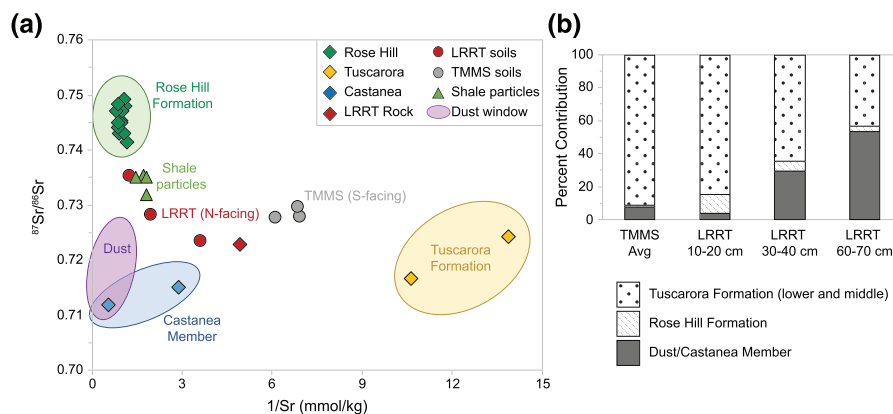 (a)
0.76
0.75
0.74
0.73
0.72
0.71
0.70
⁸⁷Sr/⁸⁶Sr
0 3 6 9 12 15
1/Sr (mmol/kg)
Rose Hill
Tuscarora
Castanea
LRRT Rock
LRRT soils
TMMS soils
Shale particles
Dust window
Rose Hill
Formation
Shale
particles
LRRT (N-facing)
TMMS (S-facing)
Dust
Castanea
Member
Tuscarora
Formation
(b)
Percent Contribution
100
80
60
40
20
0
TMMS
Avg
LRRT
10-20 cm
LRRT
30-40 cm
LRRT
60-70 cm
Tuscarora Formation (lower and middle)
Rose Hill Formation
Dust/Castanea Member